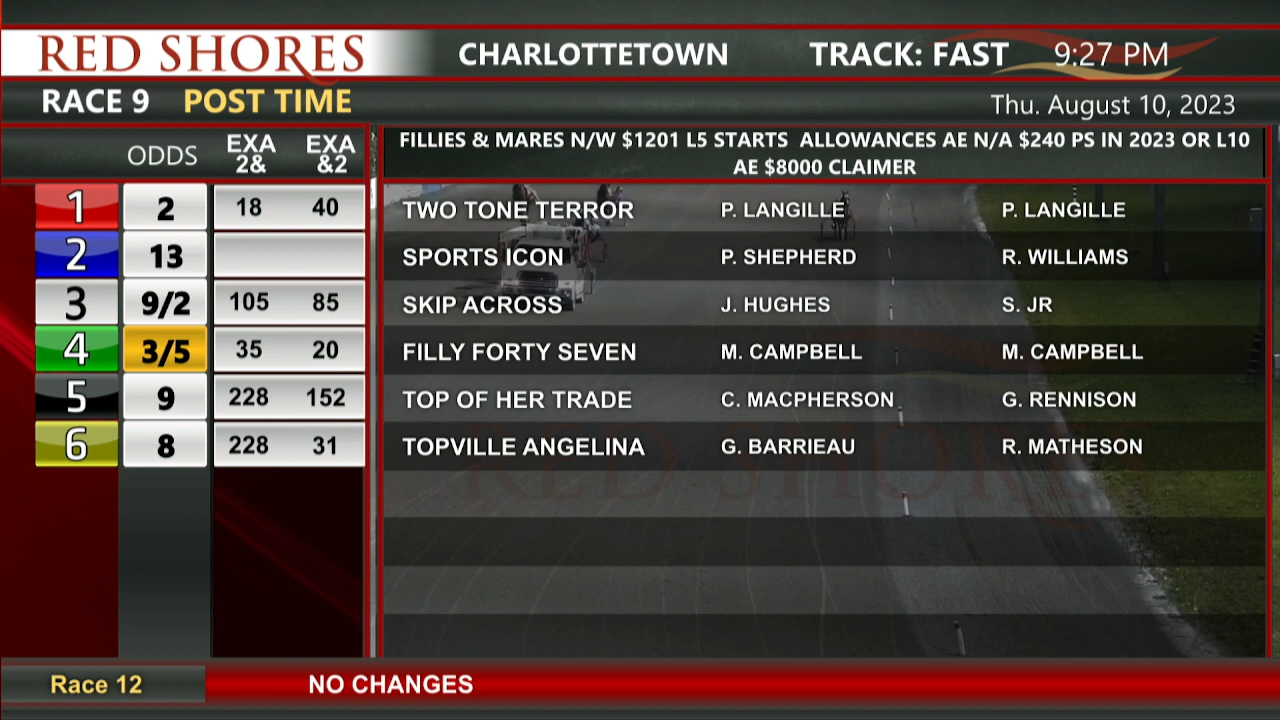 RED SHORES CHARLOTTETOWN TRACK: FAST 9:27 PM
RACE 9 POST TIME Thu. August 10, 2023
ODDS EXA 2& EXA &2
FILLIES & MARES N/W $1201 L5 STARTS ALLOWANCES AE N/A $240 PS IN 2023 OR L10
AE $8000 CLAIMER
1 2 18 40 TWO TONE TERROR P. LANGILLE P. LANGILLE
2 13 SPORTS ICON P. SHEPHERD R. WILLIAMS
3 9/2 105 85 SKIP ACROSS J. HUGHES S. JR
4 3/5 35 20 FILLY FORTY SEVEN M. CAMPBELL M. CAMPBELL
5 9 228 152 TOP OF HER TRADE C. MACPHERSON G. RENNISON
6 8 228 31 TOPVILLE ANGELINA G. BARRIEAU R. MATHESON
RED SHORES
Race 12 NO CHANGES